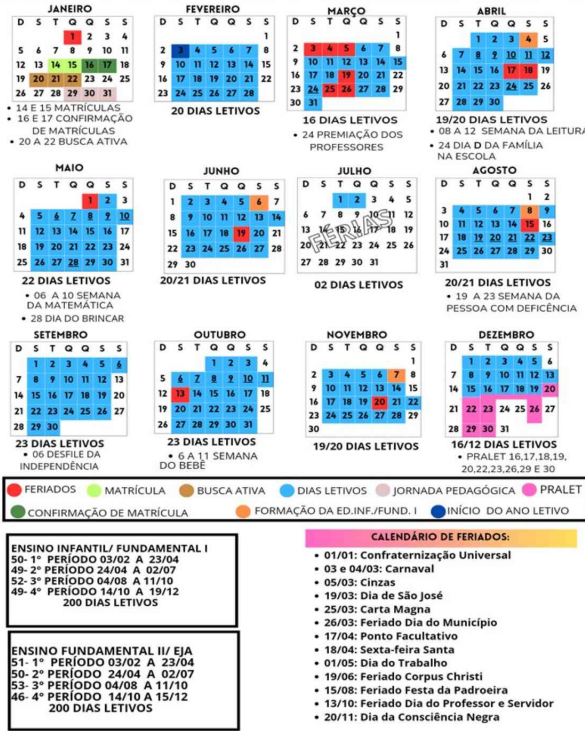 JANEIRO
D S T Q Q S S
1 2 3 4
5 6 7 8 9 10 11
12 13 14 15 16 17 18
19 20 21 22 23 24 25
26 27 28 29 30 31
• 14 E 15 MATRÍCULAS
• 16 E 17 CONFIRMAÇÃO
DE MATRÍCULAS
• 20 A 22 BUSCA ATIVA
FEVEREIRO
D S T Q Q S S
1
2 3 4 5 6 7 8
9 10 11 12 13 14 15
16 17 18 19 20 21 22
23 24 25 26 27 28
20 DIAS LETIVOS
MARÇO
D S T Q Q S S
1
2 3 4 5 6 7 8
9 10 11 12 13 14 15
16 17 18 19 20 21 22
23 24 25 26 27 28 29
30 31
16 DIAS LETIVOS
• 24 PREMIAÇÃO DOS
PROFESSORES
ABRIL
D S T Q Q S S
1 2 3 4 5
6 7 8 9 10 11 12
13 14 15 16 17 18 19
20 21 22 23 24 25 26
27 28 29 30
19/20 DIAS LETIVOS
• 08 A 12 SEMANA DA LEITURA
• 24 DIA D DA FAMÍLIA
NA ESCOLA
MAIO
D S T Q Q S S
1 2 3
4 5 6 7 8 9 10
11 12 13 14 15 16 17
18 19 20 21 22 23 24
25 26 27 28 29 30 31
22 DIAS LETIVOS
• 06 A 10 SEMANA
DA MATEMÁTICA
• 28 DIA DO BRINCAR
JUNHO
D S T Q Q S S
1 2 3 4 5 6 7
8 9 10 11 12 13 14
15 16 17 18 19 20 21
22 23 24 25 26 27 28
29 30
20/21 DIAS LETIVOS
JULHO
D S T Q Q S S
1 2 3 4 5
6 7 8 9 10 11 12
13 14 15 16 17 18 19
20 21 22 23 24 25 26
27 28 29 30 31
FÉRIAS
02 DIAS LETIVOS
AGOSTO
D S T Q Q S S
1 2
3 4 5 6 7 8 9
10 11 12 13 14 15 16
17 18 19 20 21 22 23
24 25 26 27 28 29 30
31
20/21 DIAS LETIVOS
• 19 A 23 SEMANA DA
PESSOA COM DEFICÊNCIA
SETEMBRO
D S T Q Q S S
1 2 3 4 5 6
7 8 9 10 11 12 13
14 15 16 17 18 19 20
21 22 23 24 25 26 27
28 29 30
23 DIAS LETIVOS
• 06 DESFILE DA
INDEPENDÊNCIA
OUTUBRO
D S T Q Q S S
1 2 3 4
5 6 7 8 9 10 11
12 13 14 15 16 17 18
19 20 21 22 23 24 25
26 27 28 29 30 31
23 DIAS LETIVOS
• 6 A 11 SEMANA
DO BEBÊ
NOVEMBRO
D S T Q Q S S
1
2 3 4 5 6 7 8
9 10 11 12 13 14 15
16 17 18 19 20 21 22
23 24 25 26 27 28 29
30
19/20 DIAS LETIVOS
DEZEMBRO
D S T Q Q S S
1 2 3 4 5 6
7 8 9 10 11 12 13
14 15 16 17 18 19 20
21 22 23 24 25 26 27
28 29 30 31
16/12 DIAS LETIVOS
• PRALET 16,17,18,19,
20,22,23,26,29 E 30
FERIADOS MATRÍCULA BUSCA ATIVA DIAS LETIVOS JORNADA PEDAGÓGICA PRALET
CONFIRMAÇÃO DE MATRÍCULA FORMAÇÃO DA ED.INF./FUND. I INÍCIO DO ANO LETIVO
ENSINO INFANTIL/ FUNDAMENTAL I
50- 1º PERÍODO 03/02 A 23/04
49- 2º PERÍODO 24/04 A 02/07
52- 3º PERÍODO 04/08 A 11/10
49- 4º PERÍODO 14/10 A 19/12
200 DIAS LETIVOS
ENSINO FUNDAMENTAL II/ EJA
51- 1º PERÍODO 03/02 A 23/04
50- 2º PERÍODO 24/04 A 02/07
53- 3º PERÍODO 04/08 A 11/10
46- 4º PERÍODO 14/10 A 15/12
200 DIAS LETIVOS
CALENDÁRIO DE FERIADOS:
• 01/01: Confraternização Universal
• 03 e 04/03: Carnaval
• 05/03: Cinzas
• 19/03: Dia de São José
• 25/03: Carta Magna
• 26/03: Feriado Dia do Município
• 17/04: Ponto Facultativo
• 18/04: Sexta-feira Santa
• 01/05: Dia do Trabalho
• 19/06: Feriado Corpus Christi
• 15/08: Feriado Festa da Padroeira
• 13/10: Feriado Dia do Professor e Servidor
• 20/11: Dia da Consciência Negra